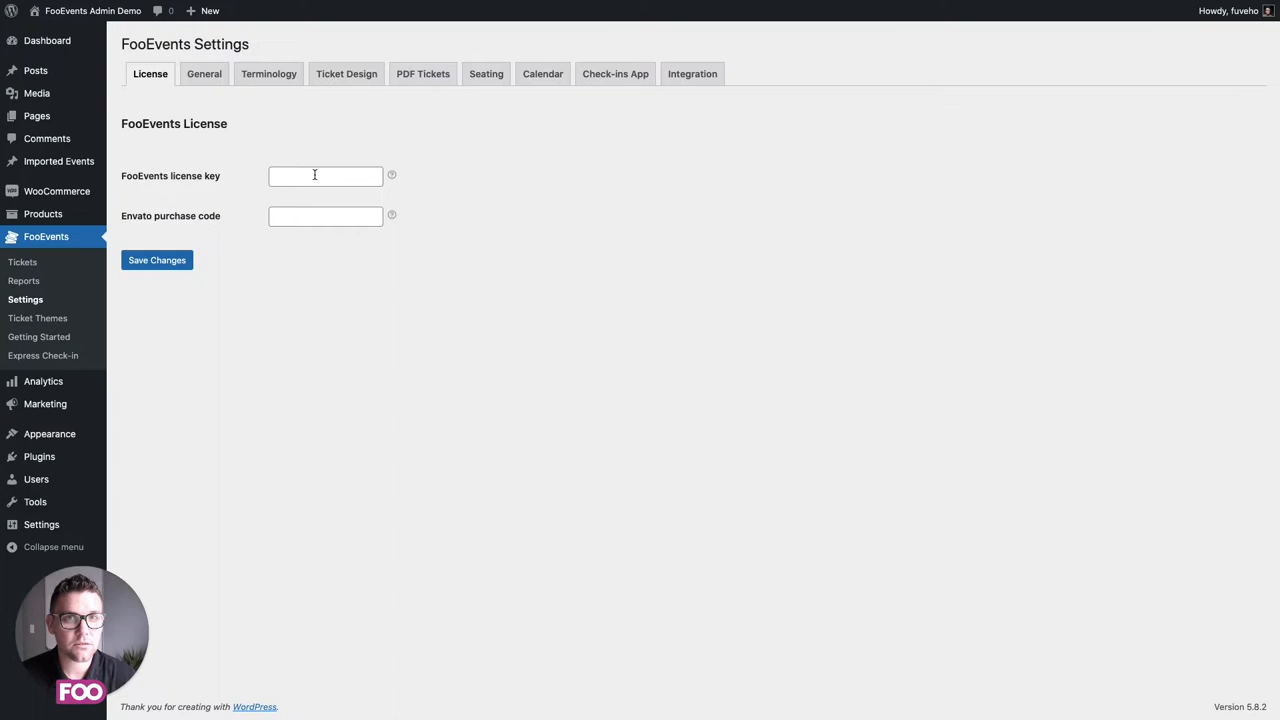 FooEvents Admin Demo
0
New
Howdy, fuveho
Dashboard
Posts
Media
Pages
Comments
Imported Events
WooCommerce
Products
FooEvents
Tickets
Reports
Settings
Ticket Themes
Getting Started
Express Check-in
Analytics
Marketing
Appearance
Plugins
Users
Tools
Settings
Collapse menu
FooEvents Settings
License General Terminology Ticket Design PDF Tickets Seating Calendar Check-ins App Integration
FooEvents License
FooEvents license key
Envato purchase code
Save Changes
FOO
Thank you for creating with WordPress.
Version 5.8.2